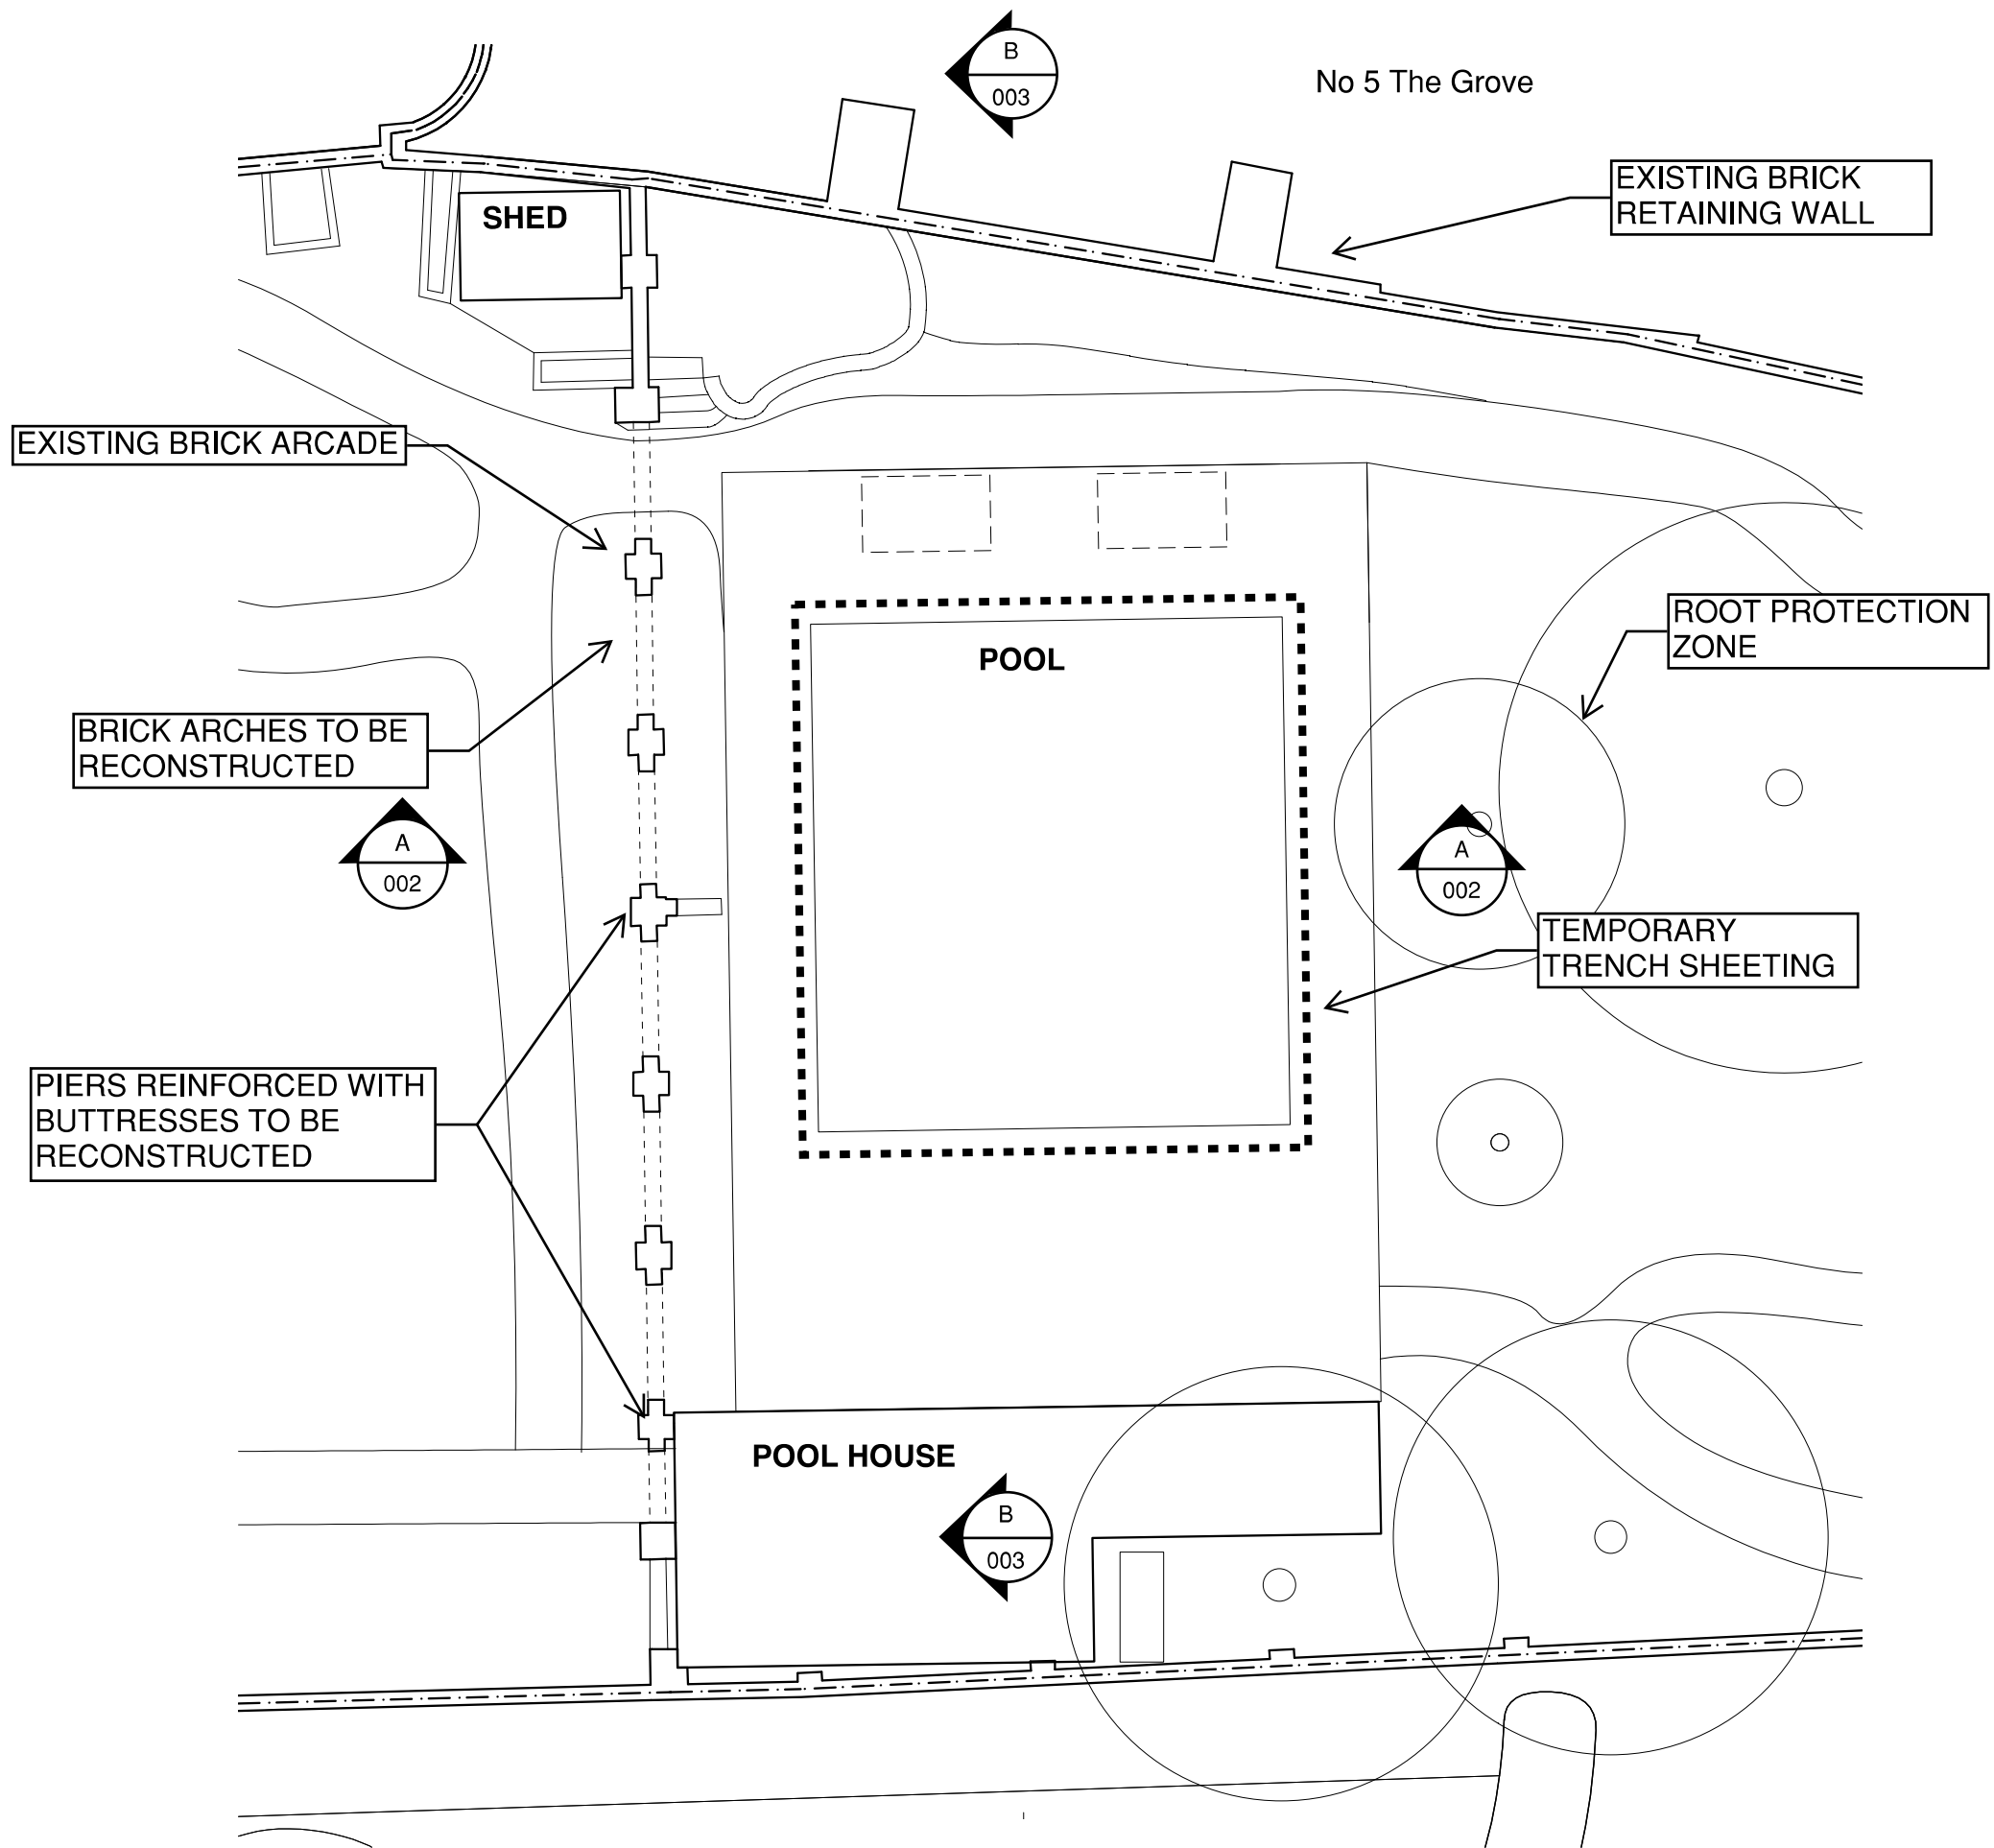 B
003
No 5 The Grove
EXISTING BRICK
RETAINING WALL
SHED
EXISTING BRICK ARCADE
ROOT PROTECTION
ZONE
POOL
BRICK ARCHES TO BE
RECONSTRUCTED
A
002
A
002
TEMPORARY
TRENCH SHEETING
PIERS REINFORCED WITH
BUTTRESSES TO BE
RECONSTRUCTED
POOL HOUSE
B
003